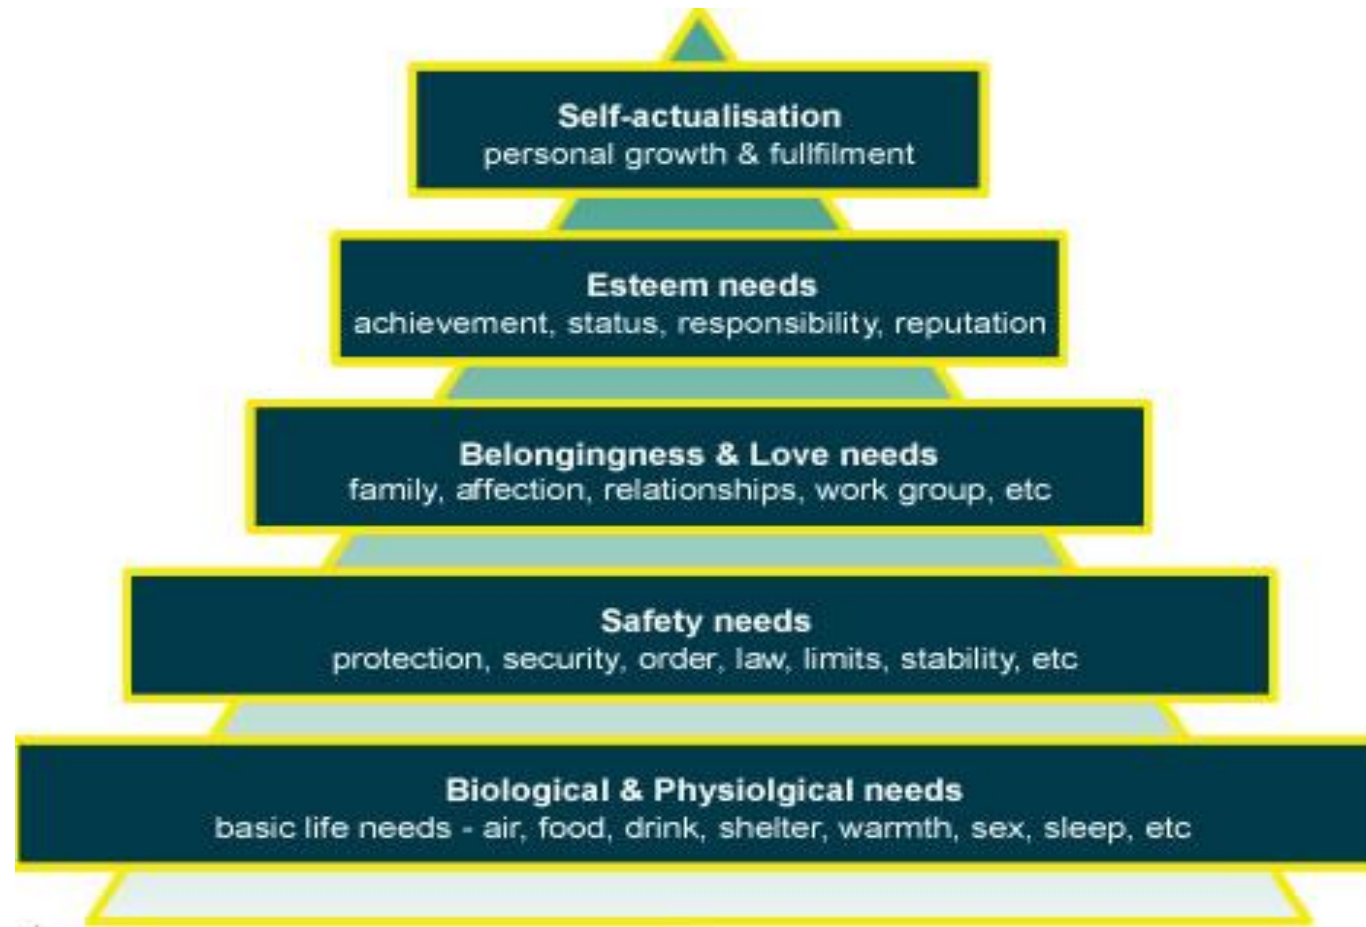 Self-actualisation
personal growth & fullfilment
Esteem needs
achievement, status, responsibility, reputation
Belongingness & Love needs
family, affection, relationships, work group, etc
Safety needs
protection, security, order, law, limits, stability, etc
Biological & Physiolgical needs
basic life needs - air, food, drink, shelter, warmth, sex, sleep, etc